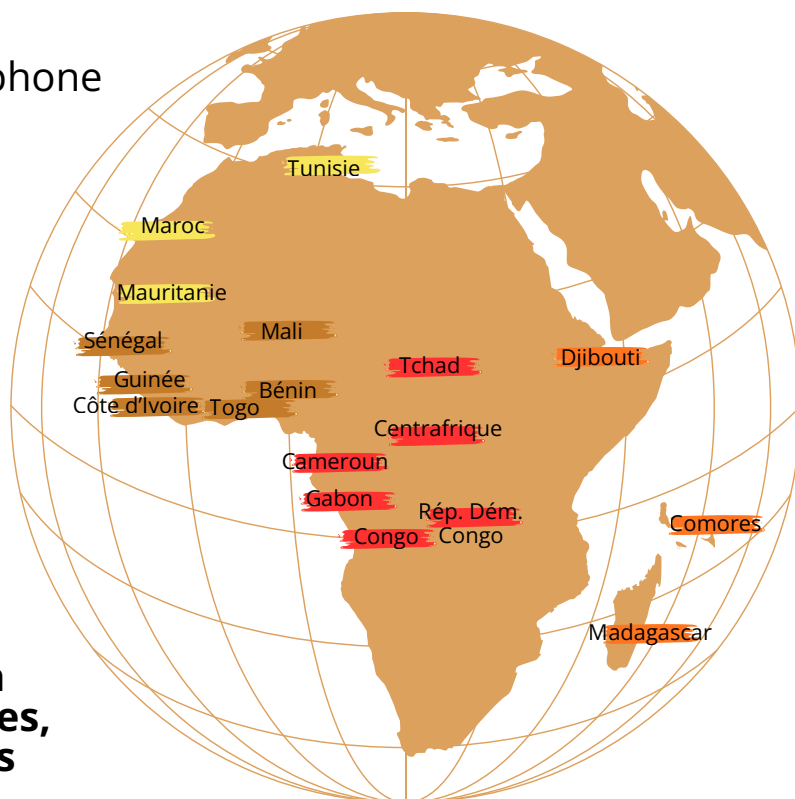 phone
Tunisie
Maroc
Mauritanie
Sénégal
Mali
Tchad
Djibouti
Guinée
Bénin
Côte d'Ivoire
Togo
Centrafrique
Cameroun
Gabon
Rép. Dém.
Congo
Congo
Comores
Madagascar
es,
s